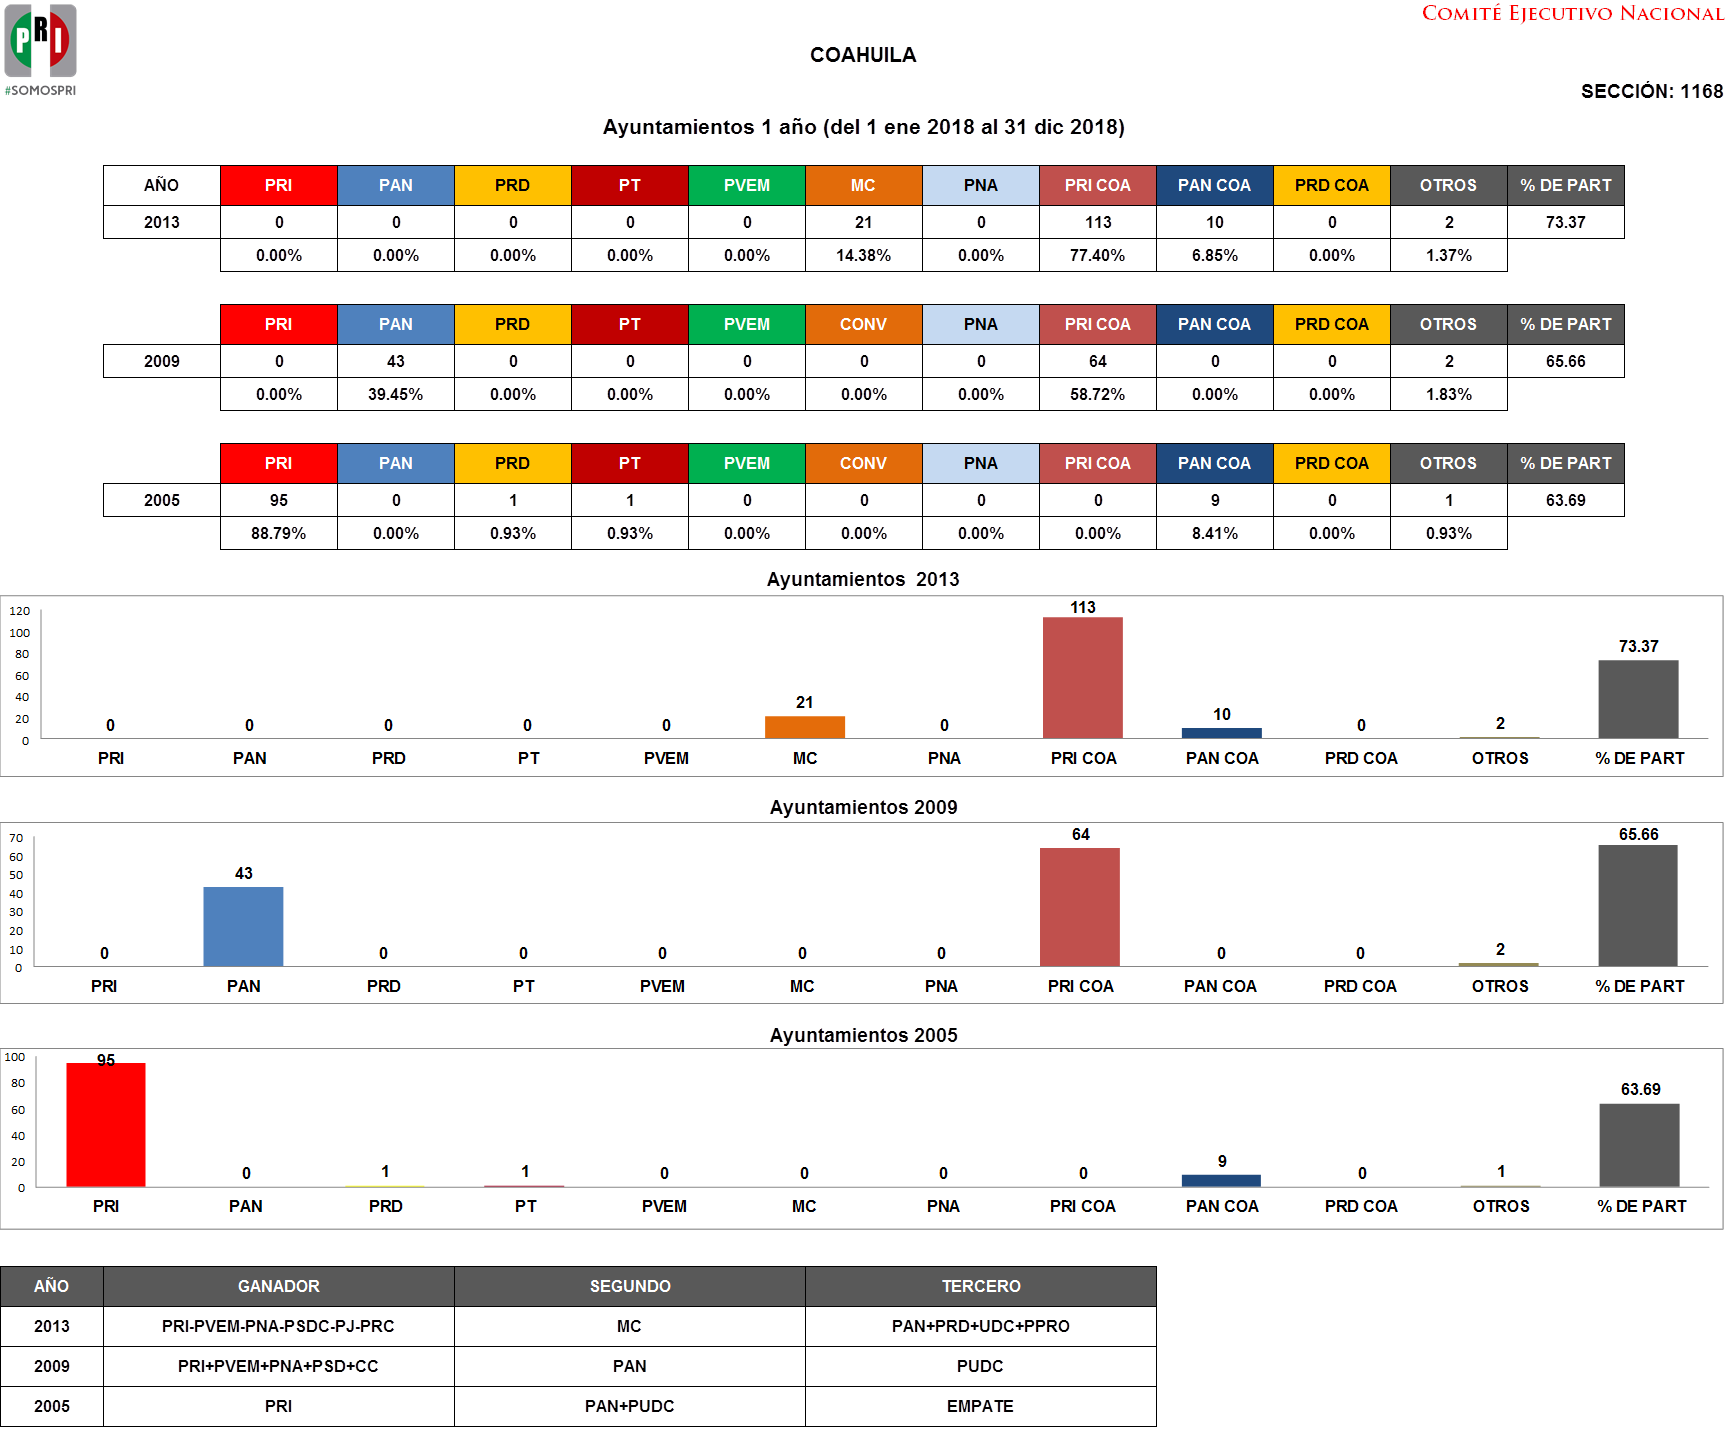 PRI
#SOMOSPRI
COMITÉ EJECUTIVO NACIONAL
COAHUILA
SECCIÓN: 1168
Ayuntamientos 1 año (del 1 ene 2018 al 31 dic 2018)
AÑO PRI PAN PRD PT PVEM MC PNA PRI COA PAN COA PRD COA OTROS % DE PART
2013 0 0 0 0 0 21 0 113 10 0 2 73.37
0.00% 0.00% 0.00% 0.00% 0.00% 14.38% 0.00% 77.40% 6.85% 0.00% 1.37%
PRI PAN PRD PT PVEM CONV PNA PRI COA PAN COA PRD COA OTROS % DE PART
2009 0 43 0 0 0 0 0 64 0 0 2 65.66
0.00% 39.45% 0.00% 0.00% 0.00% 0.00% 0.00% 58.72% 0.00% 0.00% 1.83%
PRI PAN PRD PT PVEM CONV PNA PRI COA PAN COA PRD COA OTROS % DE PART
2005 95 0 1 1 0 0 0 0 9 0 1 63.69
88.79% 0.00% 0.93% 0.93% 0.00% 0.00% 0.00% 0.00% 8.41% 0.00% 0.93%
Ayuntamientos 2013
120
100
80
60
40
20
0
0 0 0 0 0 21 0 113 10 0 2 73.37
PRI PAN PRD PT PVEM MC PNA PRI COA PAN COA PRD COA OTROS % DE PART
Ayuntamientos 2009
70
60
50
40
30
20
10
0
0 43 0 0 0 0 0 64 0 0 2 65.66
PRI PAN PRD PT PVEM MC PNA PRI COA PAN COA PRD COA OTROS % DE PART
Ayuntamientos 2005
100
80
60
40
20
0
95 0 1 1 0 0 0 0 9 0 1 63.69
PRI PAN PRD PT PVEM MC PNA PRI COA PAN COA PRD COA OTROS % DE PART
AÑO GANADOR SEGUNDO TERCERO
2013 PRI-PVEM-PNA-PSDC-PJ-PRC MC PAN+PRD+UDC+PPRO
2009 PRI+PVEM+PNA+PSD+CC PAN PUDC
2005 PRI PAN+PUDC EMPATE